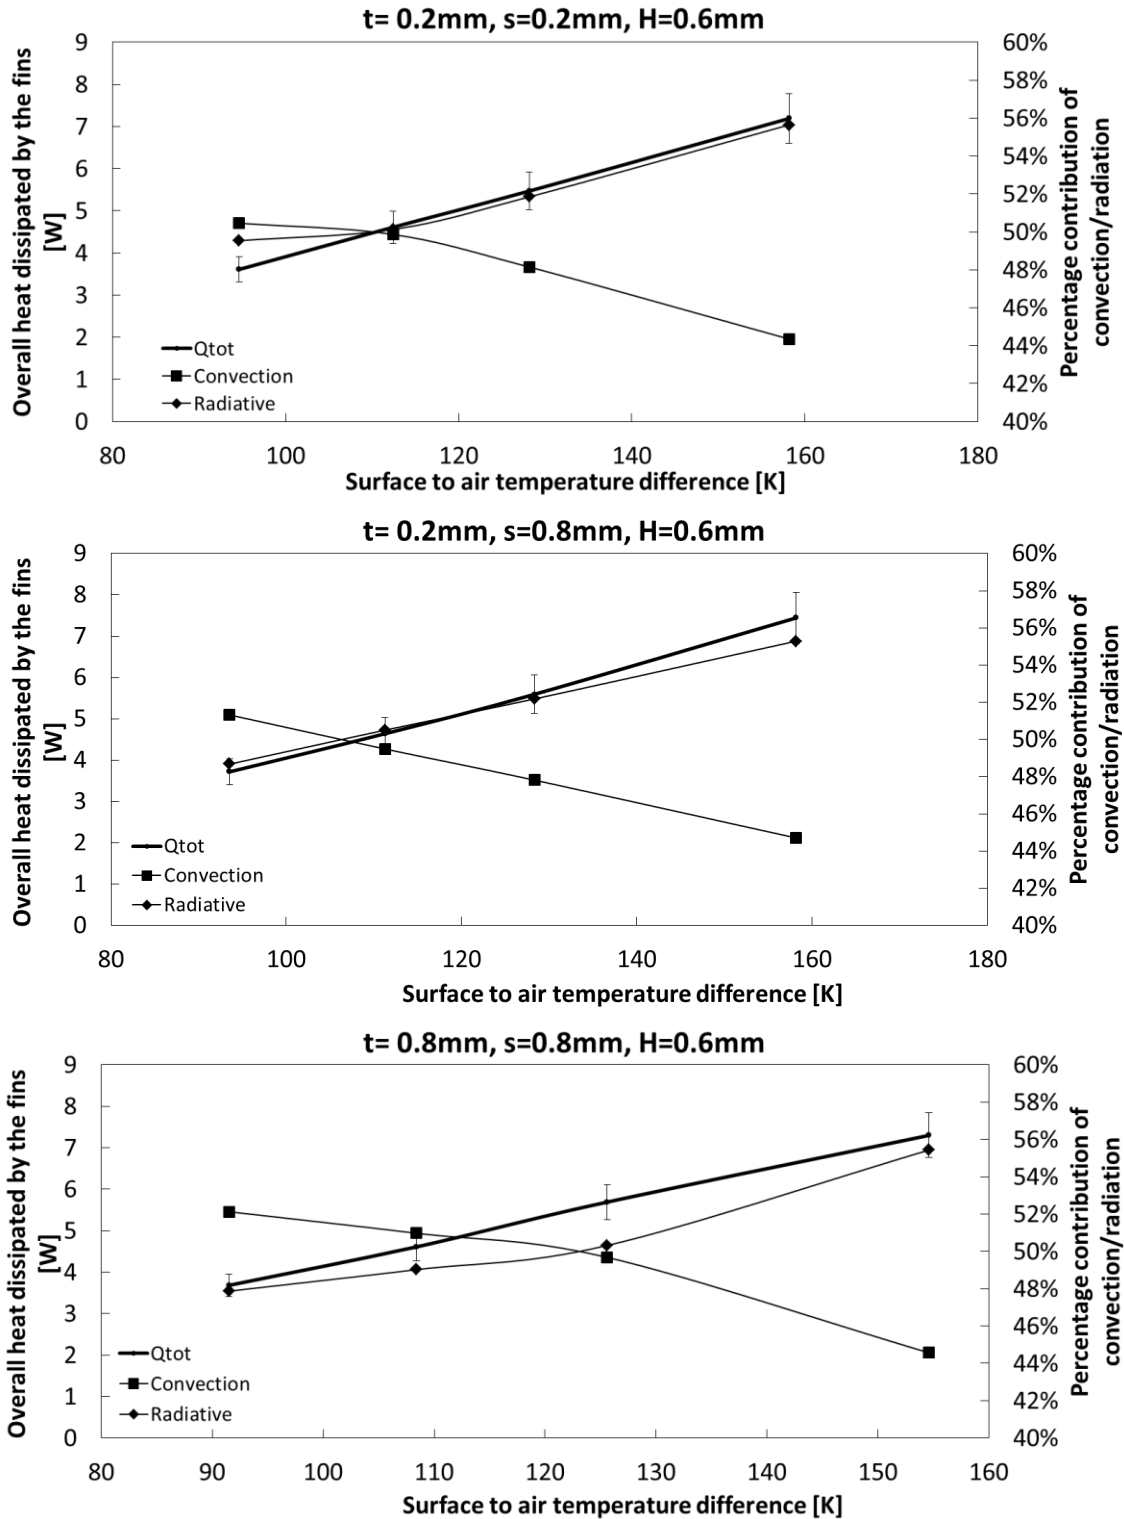 t= 0.2mm, s=0.2mm, H=0.6mm
Overall heat dissipated by the fins
[W]
9
8
7
6
5
4
3
2
1
0
Qtot
Convection
Radiative
60%
58%
56%
54%
52%
50%
48%
46%
44%
42%
40%
Percentage contribution of
convection/radiation
80 100 120 140 160 180
Surface to air temperature difference [K]
t= 0.2mm, s=0.8mm, H=0.6mm
Overall heat dissipated by the fins
[W]
9
8
7
6
5
4
3
2
1
0
Qtot
Convection
Radiative
60%
58%
56%
54%
52%
50%
48%
46%
44%
42%
40%
Percentage contribution of
convection/radiation
80 100 120 140 160 180
Surface to air temperature difference [K]
t= 0.8mm, s=0.8mm, H=0.6mm
Overall heat dissipated by the fins
[W]
9
8
7
6
5
4
3
2
1
0
Qtot
Convection
Radiative
60%
58%
56%
54%
52%
50%
48%
46%
44%
42%
40%
Percentage contribution of
convection/radiation
80 90 100 110 120 130 140 150 160
Surface to air temperature difference [K]